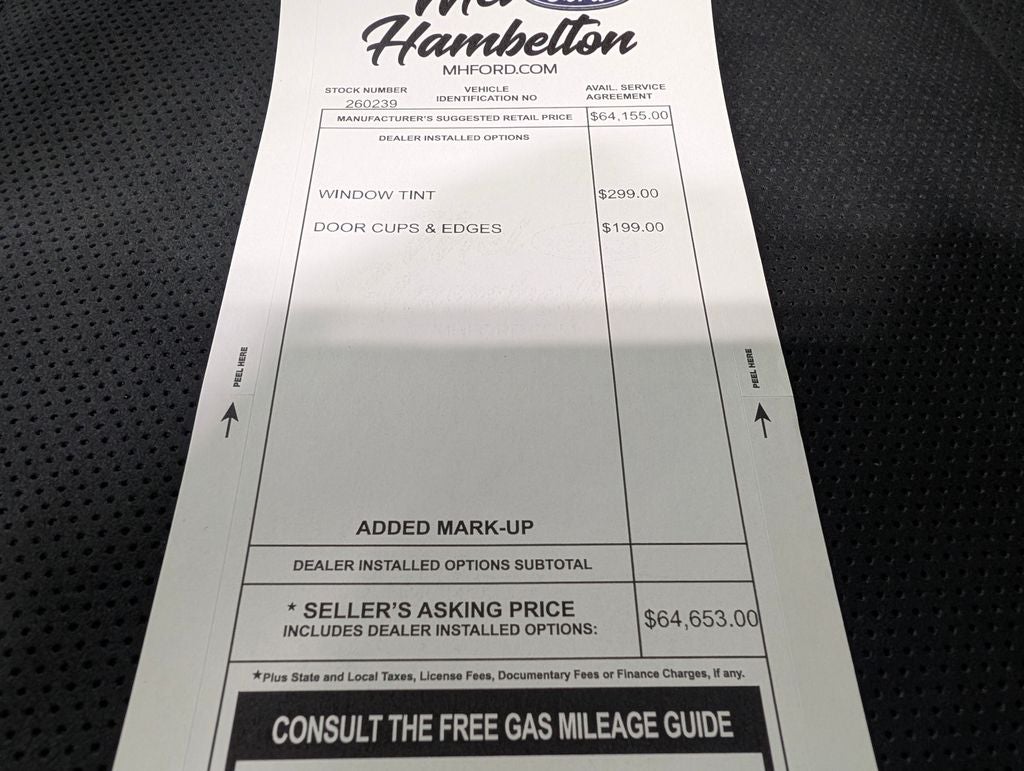 Mel
Hambelton
MHFORD.COM
STOCK NUMBER
260239
VEHICLE
IDENTIFICATION NO
AVAIL. SERVICE
AGREEMENT
MANUFACTURER'S SUGGESTED RETAIL PRICE $64,155.00
DEALER INSTALLED OPTIONS
WINDOW TINT $299.00
DOOR CUPS & EDGES $199.00
PEEL HERE
PEEL HERE
ADDED MARK-UP
DEALER INSTALLED OPTIONS SUBTOTAL
* SELLER'S ASKING PRICE
INCLUDES DEALER INSTALLED OPTIONS:
$64,653.00
★Plus State and Local Taxes, License Fees, Documentary Fees or Finance Charges, if any.
CONSULT THE FREE GAS MILEAGE GUIDE